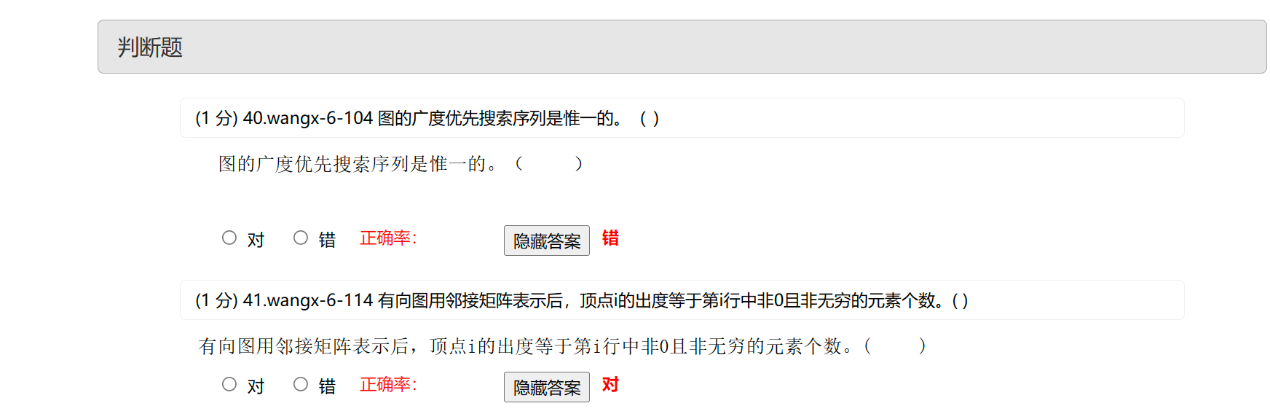 判断题
(1 分) 40.wangx-6-104 图的广度优先搜索序列是惟一的。（ ）
图的广度优先搜索序列是惟一的。（ ）
对 错 正确率: 隐藏答案 错
(1 分) 41.wangx-6-114 有向图用邻接矩阵表示后，顶点i的出度等于第i行中非0且非无穷的元素个数。( )
有向图用邻接矩阵表示后，顶点i的出度等于第i行中非0且非无穷的元素个数。( )
对 错 正确率: 隐藏答案 对